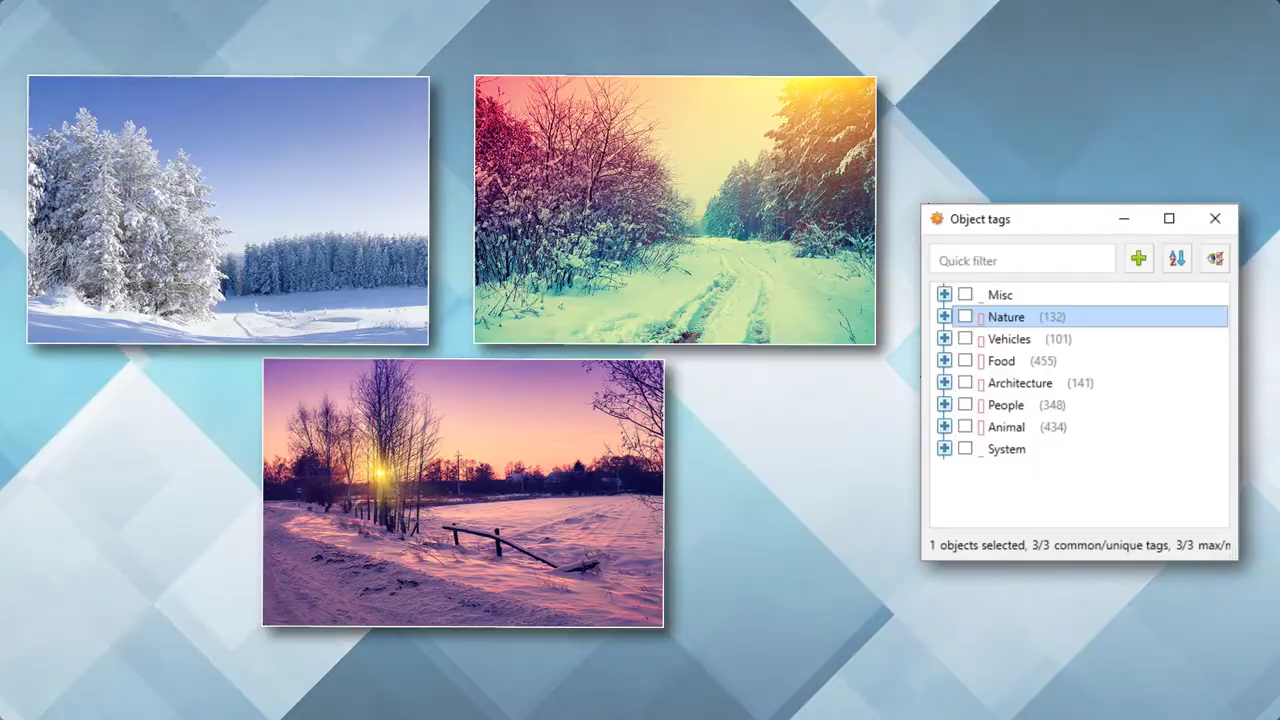 Object tags
Quick filter
Misc
Nature (132)
Vehicles (101)
Food (455)
Architecture (141)
People (348)
Animal (434)
System
1 objects selected, 3/3 common/unique tags, 3/3 max/